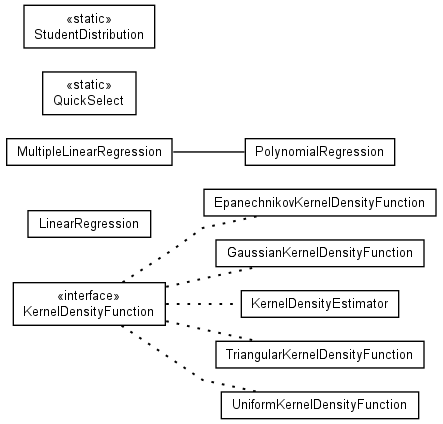 «static»
StudentDistribution
«static»
QuickSelect
MultipleLinearRegression
PolynomialRegression
EpanechnikovKernelDensityFunction
LinearRegression
GaussianKernelDensityFunction
«interface»
KernelDensityFunction
KernelDensityEstimator
TriangularKernelDensityFunction
UniformKernelDensityFunction